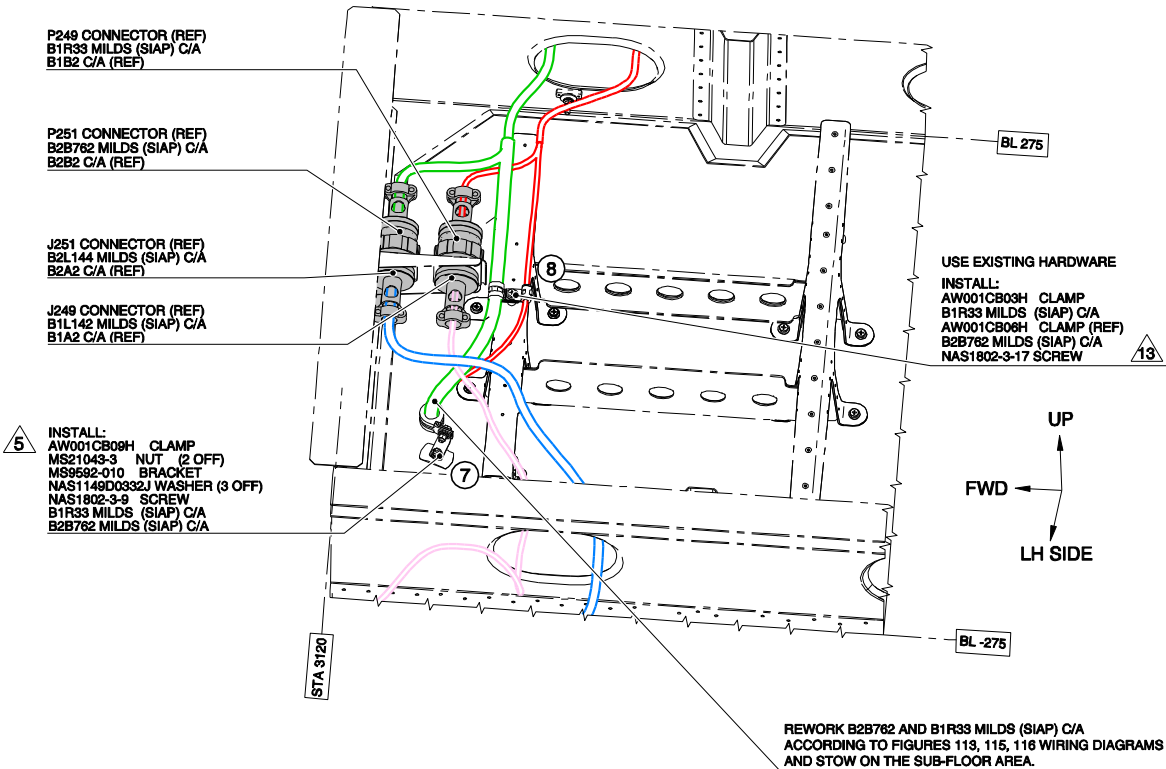 P249 CONNECTOR (REF)
B1R33 MILDS (SIAP) C/A
B1B2 C/A (REF)
P251 CONNECTOR (REF)
B2B762 MILDS (SIAP) C/A
B2B2 C/A (REF)
J251 CONNECTOR (REF)
B2L144 MILDS (SIAP) C/A
B2A2 C/A (REF)
J249 CONNECTOR (REF)
B1L142 MILDS (SIAP) C/A
B1A2 C/A (REF)
5
INSTALL:
AW001CB09H CLAMP
MS21043-3 NUT (2 OFF)
MS9592-010 BRACKET
NAS1149D0332J WASHER (3 OFF)
NAS1802-3-9 SCREW
B1R33 MILDS (SIAP) C/A
B2B762 MILDS (SIAP) C/A
7
8
BL 275
USE EXISTING HARDWARE
INSTALL:
AW001CB03H CLAMP
B1R33 MILDS (SIAP) C/A
AW001CB06H CLAMP (REF)
B2B762 MILDS (SIAP) C/A
NAS1802-3-17 SCREW
13
UP
FWD
LH SIDE
BL -275
STA 3120
REWORK B2B762 AND B1R33 MILDS (SIAP) C/A
ACCORDING TO FIGURES 113, 115, 116 WIRING DIAGRAMS
AND STOW ON THE SUB-FLOOR AREA.